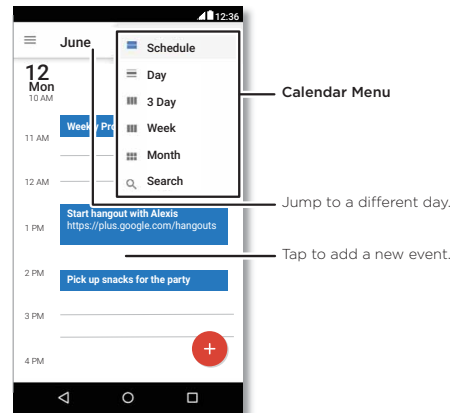 12:36
June
Schedule
Day
3 Day
Week
Month
Search
12
Mon
10 AM
11 AM
Weekly Pro
12 AM
1 PM
Start hangout with Alexis
https://plus.google.com/hangouts
2 PM
Pick up snacks for the party
3 PM
4 PM
+
Calendar Menu
Jump to a different day.
Tap to add a new event.